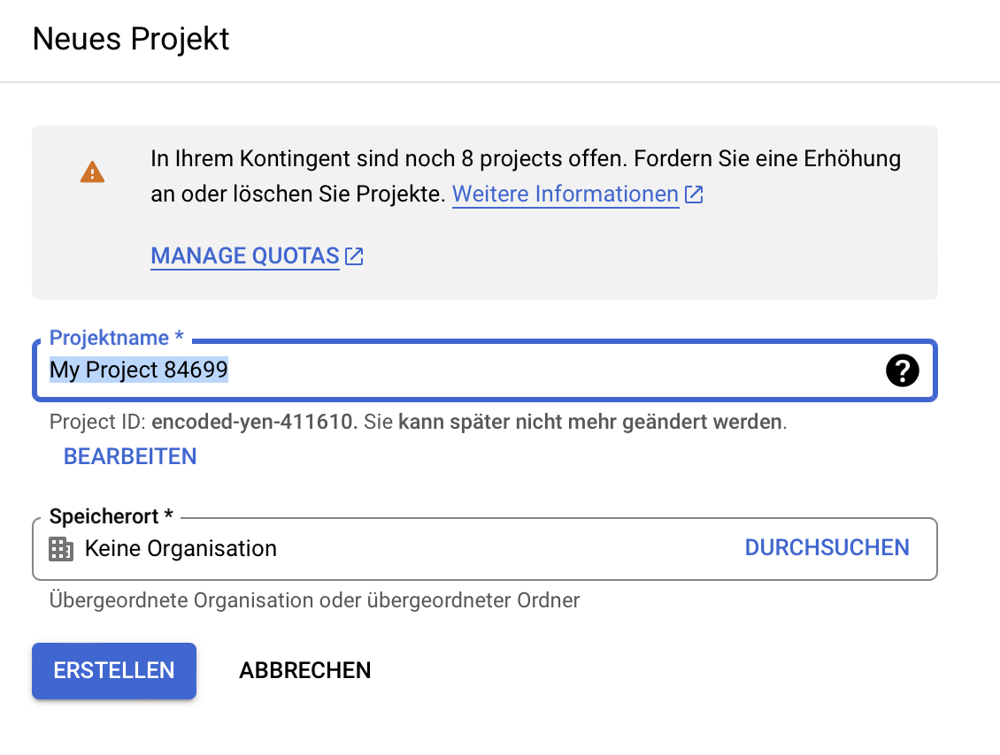 Neues Projekt
In Ihrem Kontingent sind noch 8 projects offen. Fordern Sie eine Erhöhung
an oder löschen Sie Projekte. Weitere Informationen
MANAGE QUOTAS
Projektname *
My Project 84699
Project ID: encoded-yen-411610. Sie kann später nicht mehr geändert werden.
BEARBEITEN
Speicherort *
Keine Organisation DURCHSUCHEN
Übergeordnete Organisation oder übergeordneter Ordner
ERSTELLEN ABBRECHEN